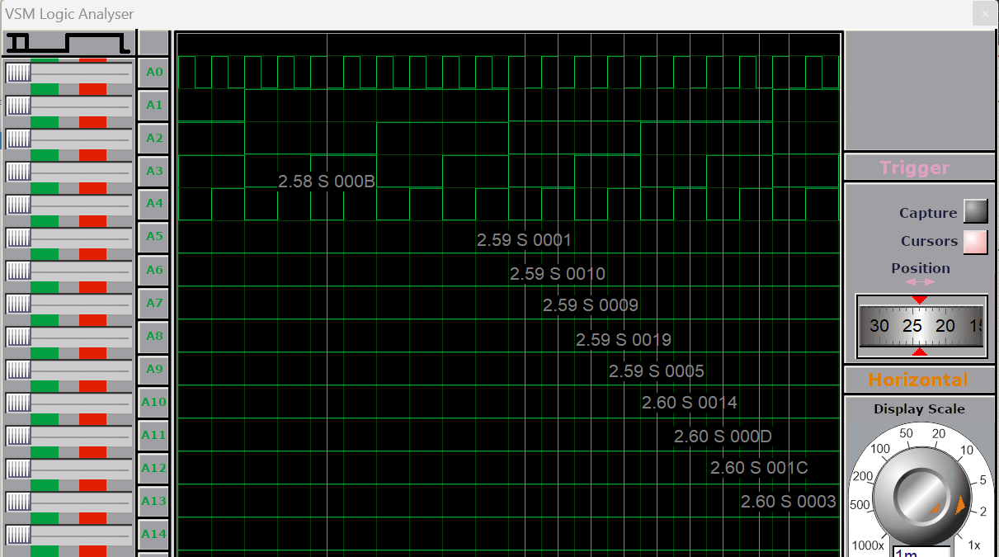 VSM Logic Analyser
A0
A1
A2
Trigger
A3
2.58 S 000B
A4
Capture
A5
2.59 S 0001
Cursors
A6
2.59 S 0010
Position
A7
2.59 S 0009
30 25 20
A8
2.59 S 0019
A9
2.59 S 0005
Horizontal
A10
2.60 S 0014
Display Scale
A11
2.60 S 000D
50 20
100 10
A12
2.60 S 001C
200 5
A13
2.60 S 0003
500 2
A14
1000x 1x
1m